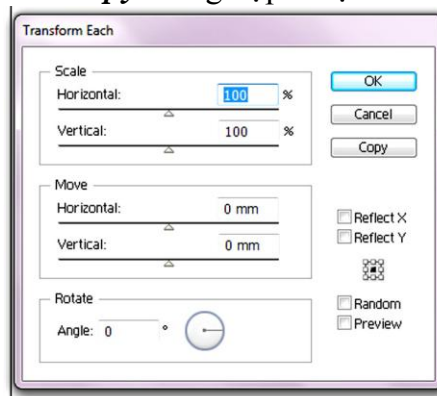 Transform Each
Scale
Horizontal: 100 %
Vertical: 100 %
OK
Cancel
Copy
Move
Horizontal: 0 mm
Vertical: 0 mm
Reflect X
Reflect Y
Rotate
Angle: 0 °
Random
Preview